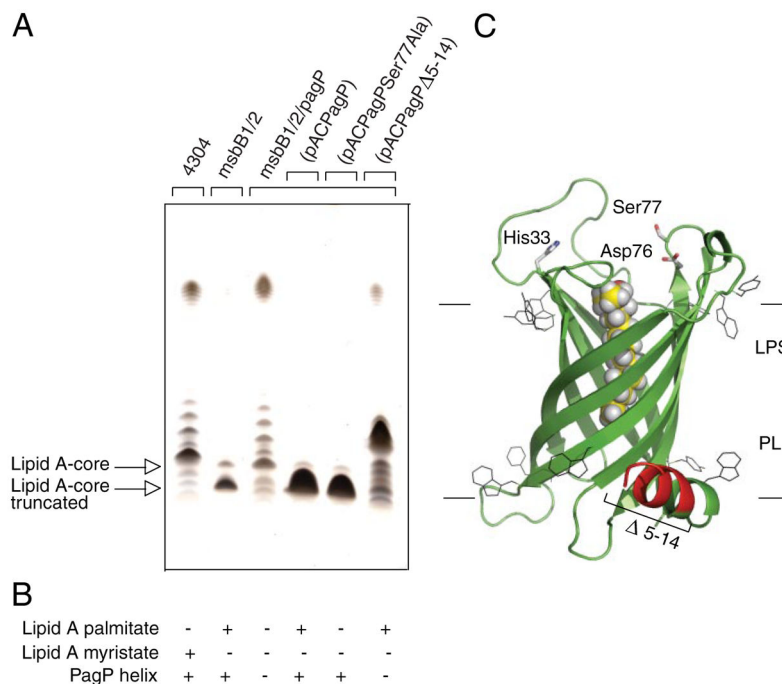 A
4304
msbB1/2
msbB1/2/pagP
(pACPagP)
(pACPagPSer77Ala)
(pACPagPΔ5-14)
Lipid A-core
Lipid A-core
truncated
B
Lipid A palmitate - + - + - +
Lipid A myristate + - - - - -
PagP helix + + - + + -
C
Ser77
His33
Asp76
LPS
PL
Δ 5-14